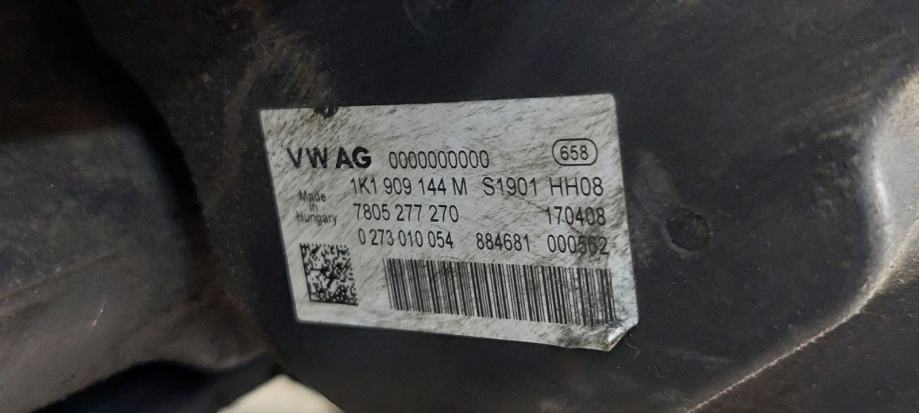 VW AG 0000000000 658
1K1 909 144 M S1901 HH08
Made in Hungary
7805 277 270 170408
0 273 010 054 884681 000552